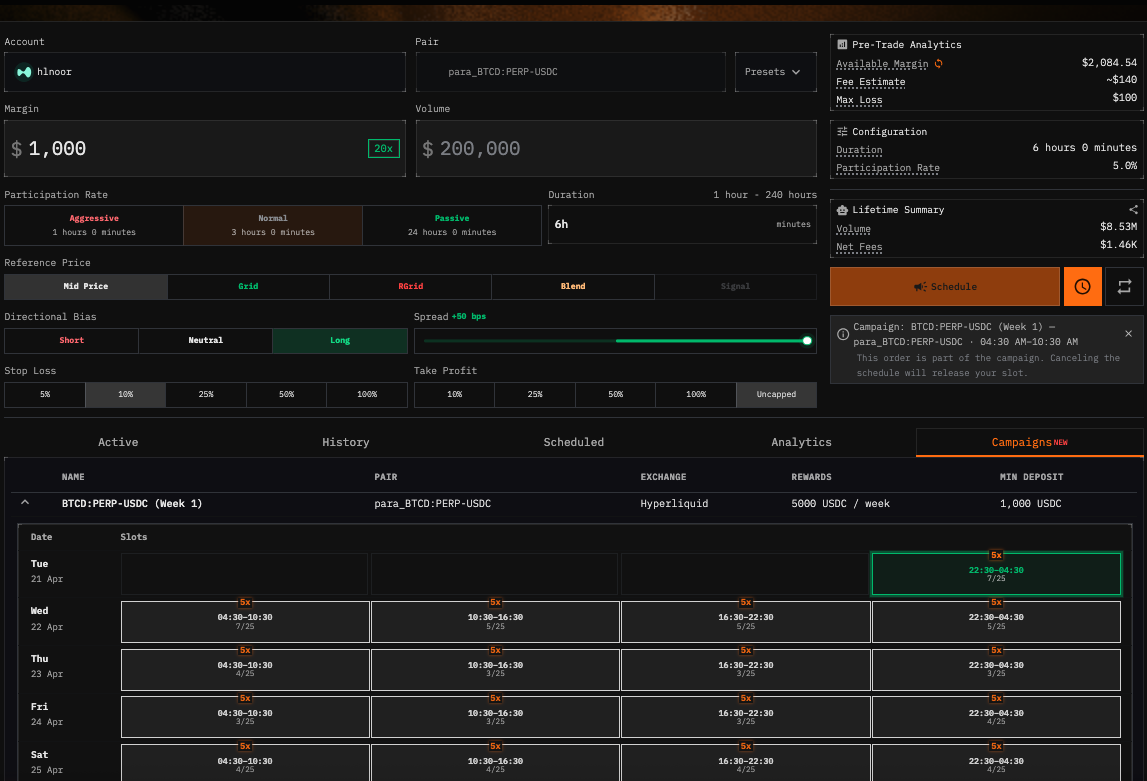 Account
hlnoor
Pair
para_BTCD:PERP-USDC
Presets
Margin
$ 1,000
20x
Volume
$ 200,000
Participation Rate
Aggressive
1 hours 0 minutes
Normal
3 hours 0 minutes
Passive
24 hours 0 minutes
Duration
1 hour - 240 hours
6h
minutes
Reference Price
Mid Price
Grid
RGrid
Blend
Signal
Directional Bias
Short
Neutral
Long
Spread +50 bps
Stop Loss
5%
10%
25%
50%
100%
Take Profit
10%
25%
50%
100%
Uncapped
Pre-Trade Analytics
Available Margin
$2,084.54
Fee Estimate
~$140
Max Loss
$100
Configuration
Duration
6 hours 0 minutes
Participation Rate
5.0%
Lifetime Summary
Volume
$8.53M
Net Fees
$1.46K
Schedule
Campaign: BTCD:PERP-USDC (Week 1) —
para_BTCD:PERP-USDC · 04:30 AM–10:30 AM
This order is part of the campaign. Canceling the
schedule will release your slot.
Active
History
Scheduled
Analytics
Campaigns NEW
NAME PAIR EXCHANGE REWARDS MIN DEPOSIT
BTCD:PERP-USDC (Week 1) para_BTCD:PERP-USDC Hyperliquid 5000 USDC / week 1,000 USDC
Date Slots
Tue
21 Apr
5x
22:30–04:30
7/25
Wed
22 Apr
5x 5x 5x 5x
04:30–10:30 10:30–16:30 16:30–22:30 22:30–04:30
7/25 5/25 5/25 5/25
Thu
23 Apr
5x 5x 5x 5x
04:30–10:30 10:30–16:30 16:30–22:30 22:30–04:30
4/25 3/25 3/25 3/25
Fri
24 Apr
5x 5x 5x 5x
04:30–10:30 10:30–16:30 16:30–22:30 22:30–04:30
3/25 3/25 3/25 4/25
Sat
25 Apr
5x 5x 5x 5x
04:30–10:30 10:30–16:30 16:30–22:30 22:30–04:30
4/25 4/25 4/25 4/25